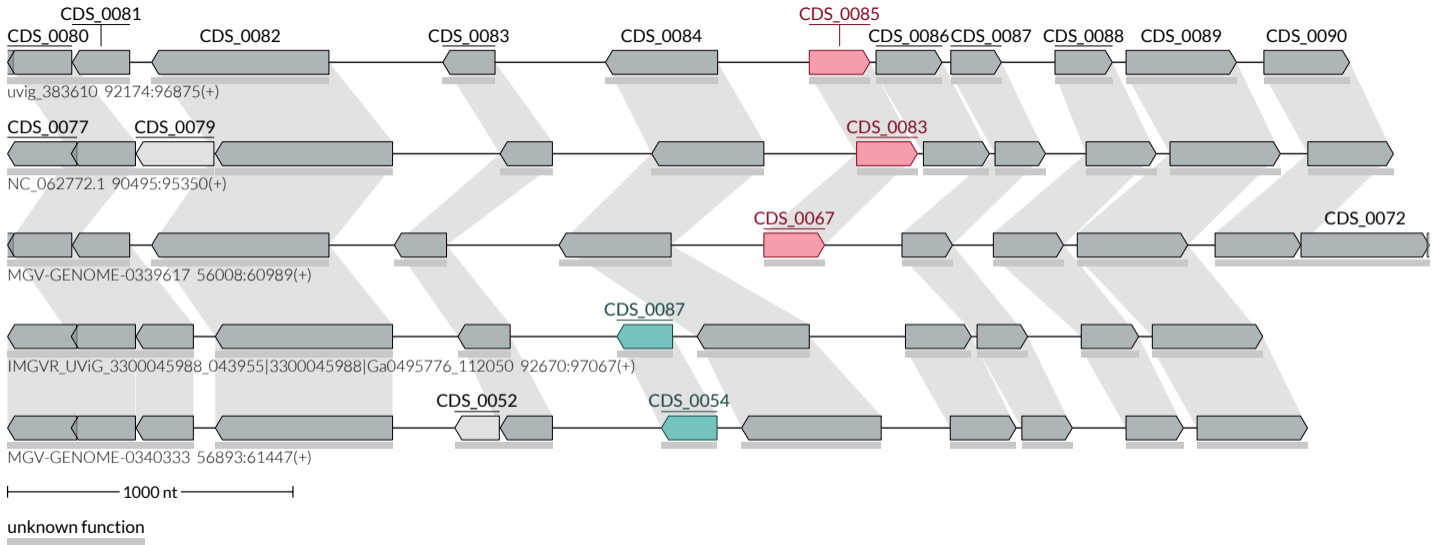 CDS_0081 CDS_0085
CDS_0080 CDS_0082 CDS_0083 CDS_0084 CDS_0086 CDS_0087 CDS_0088 CDS_0089 CDS_0090
uvig_383610 92174:96875(+)
CDS_0077 CDS_0079 CDS_0083
NC_062772.1 90495:95350(+)
CDS_0067 CDS_0072
MGV-GENOME-0339617 56008:60989(+)
CDS_0087
IMGVR_UViG_3300045988_043955|3300045988|Ga0495776_112050 92670:97067(+)
CDS_0052 CDS_0054
MGV-GENOME-0340333 56893:61447(+)
1000 nt
unknown function